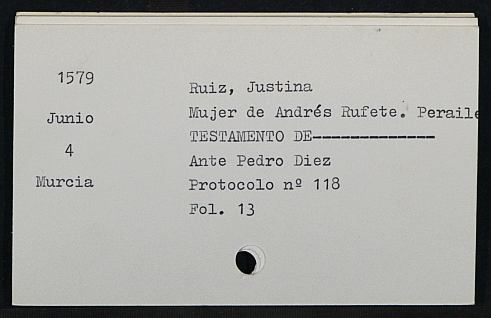 1579
Junio
4
Murcia
Ruiz, Justina
Mujer de Andrés Rufete. Peraile
TESTAMENTO DE-------------
Ante Pedro Diez
Protocolo nº 118
Fol. 13